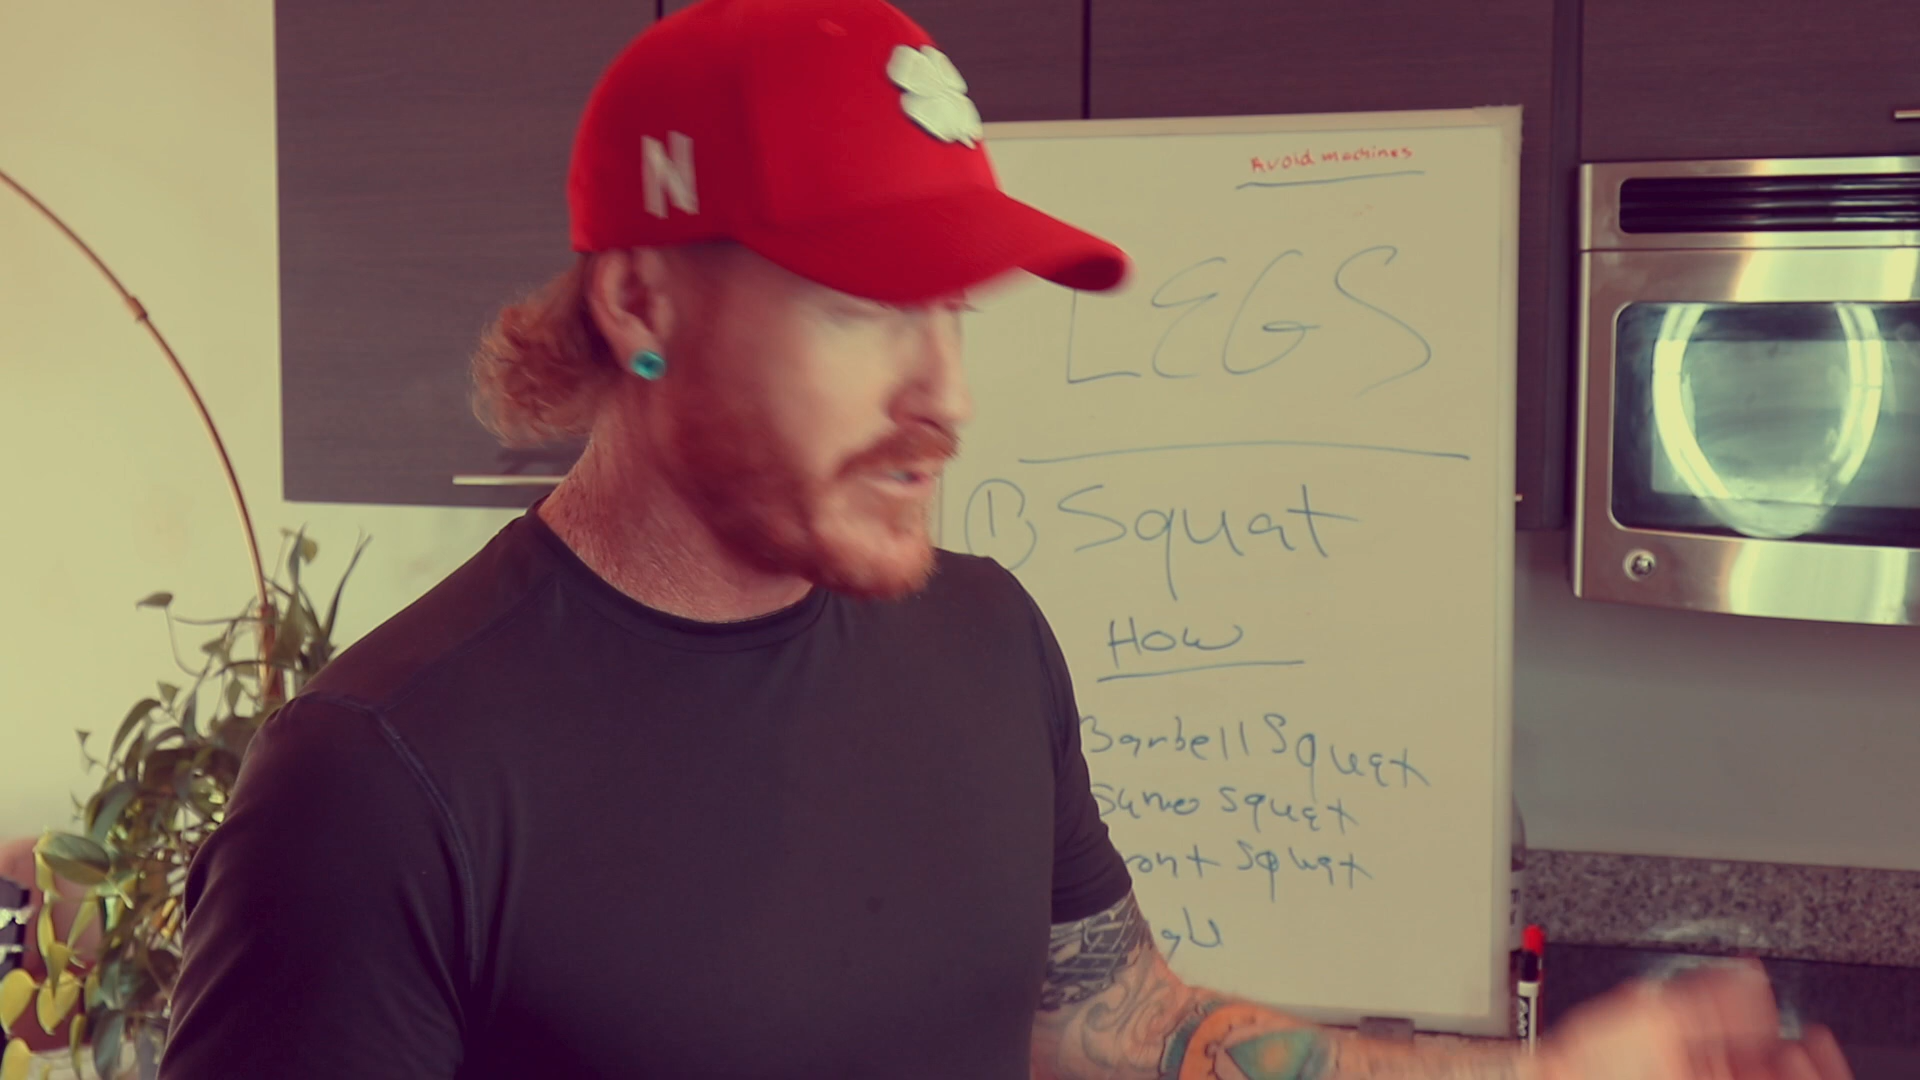 N
Avoid machines
LEGS
① Squat
How
Barbell Squat
Sumo Squat
ront Squat